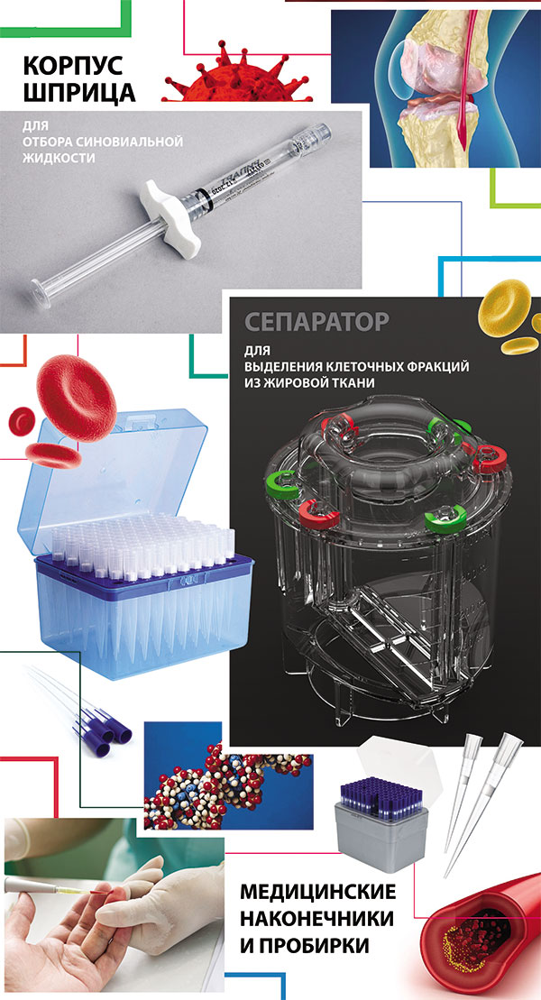 КОРПУС
ШПРИЦА
ДЛЯ
ОТБОРА СИНОВИАЛЬНОЙ
ЖИДКОСТИ
СЕПАРАТОР
ДЛЯ
ВЫДЕЛЕНИЯ КЛЕТОЧНЫХ ФРАКЦИЙ
ИЗ ЖИРОВОЙ ТКАНИ
МЕДИЦИНСКИЕ
НАКОНЕЧНИКИ
И ПРОБИРКИ